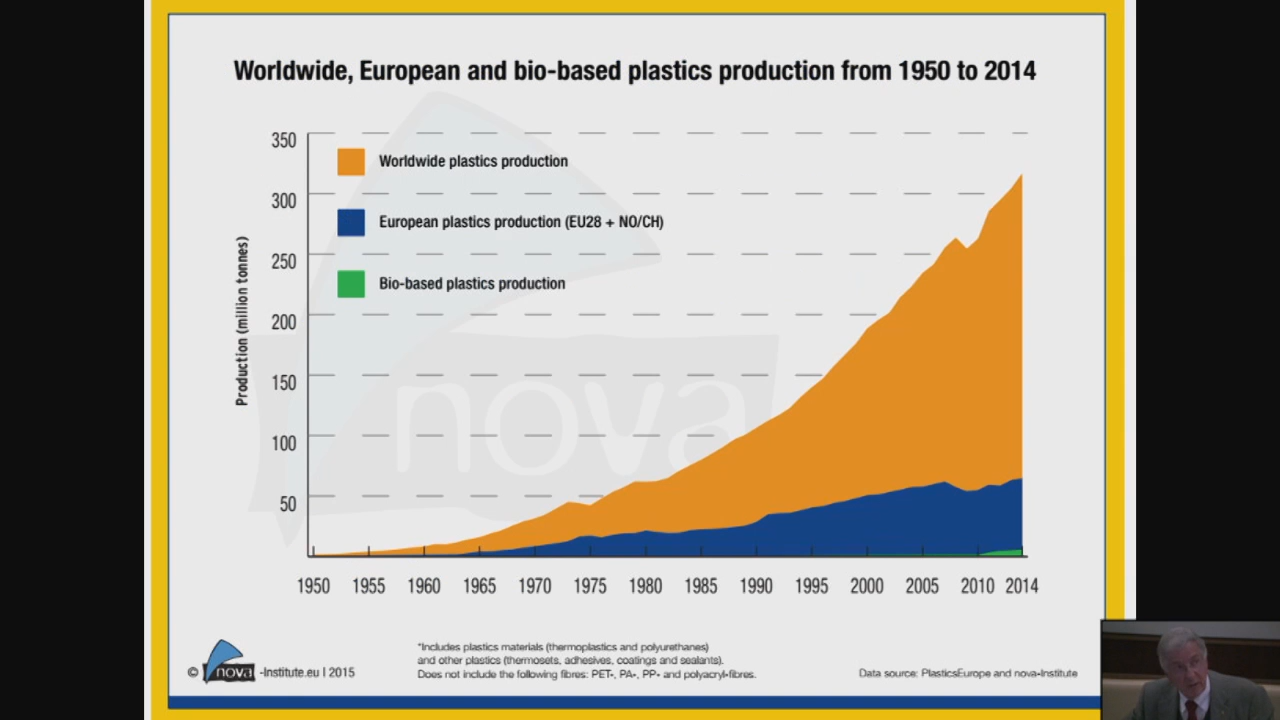 Worldwide, European and bio-based plastics production from 1950 to 2014
350
300
250
200
150
100
50
Production (million tonnes)
Worldwide plastics production
European plastics production (EU28 + NO/CH)
Bio-based plastics production
nova
1950 1955 1960 1965 1970 1975 1980 1985 1990 1995 2000 2005 2010 2014
© nova-Institute.eu | 2015
*Includes plastics materials (thermoplastics and polyurethanes)
and other plastics (thermosets, adhesives, coatings and sealants).
Does not include the following fibres: PET-, PA-, PP- and polyacryl-fibres.
Data source: PlasticsEurope and nova-Institute